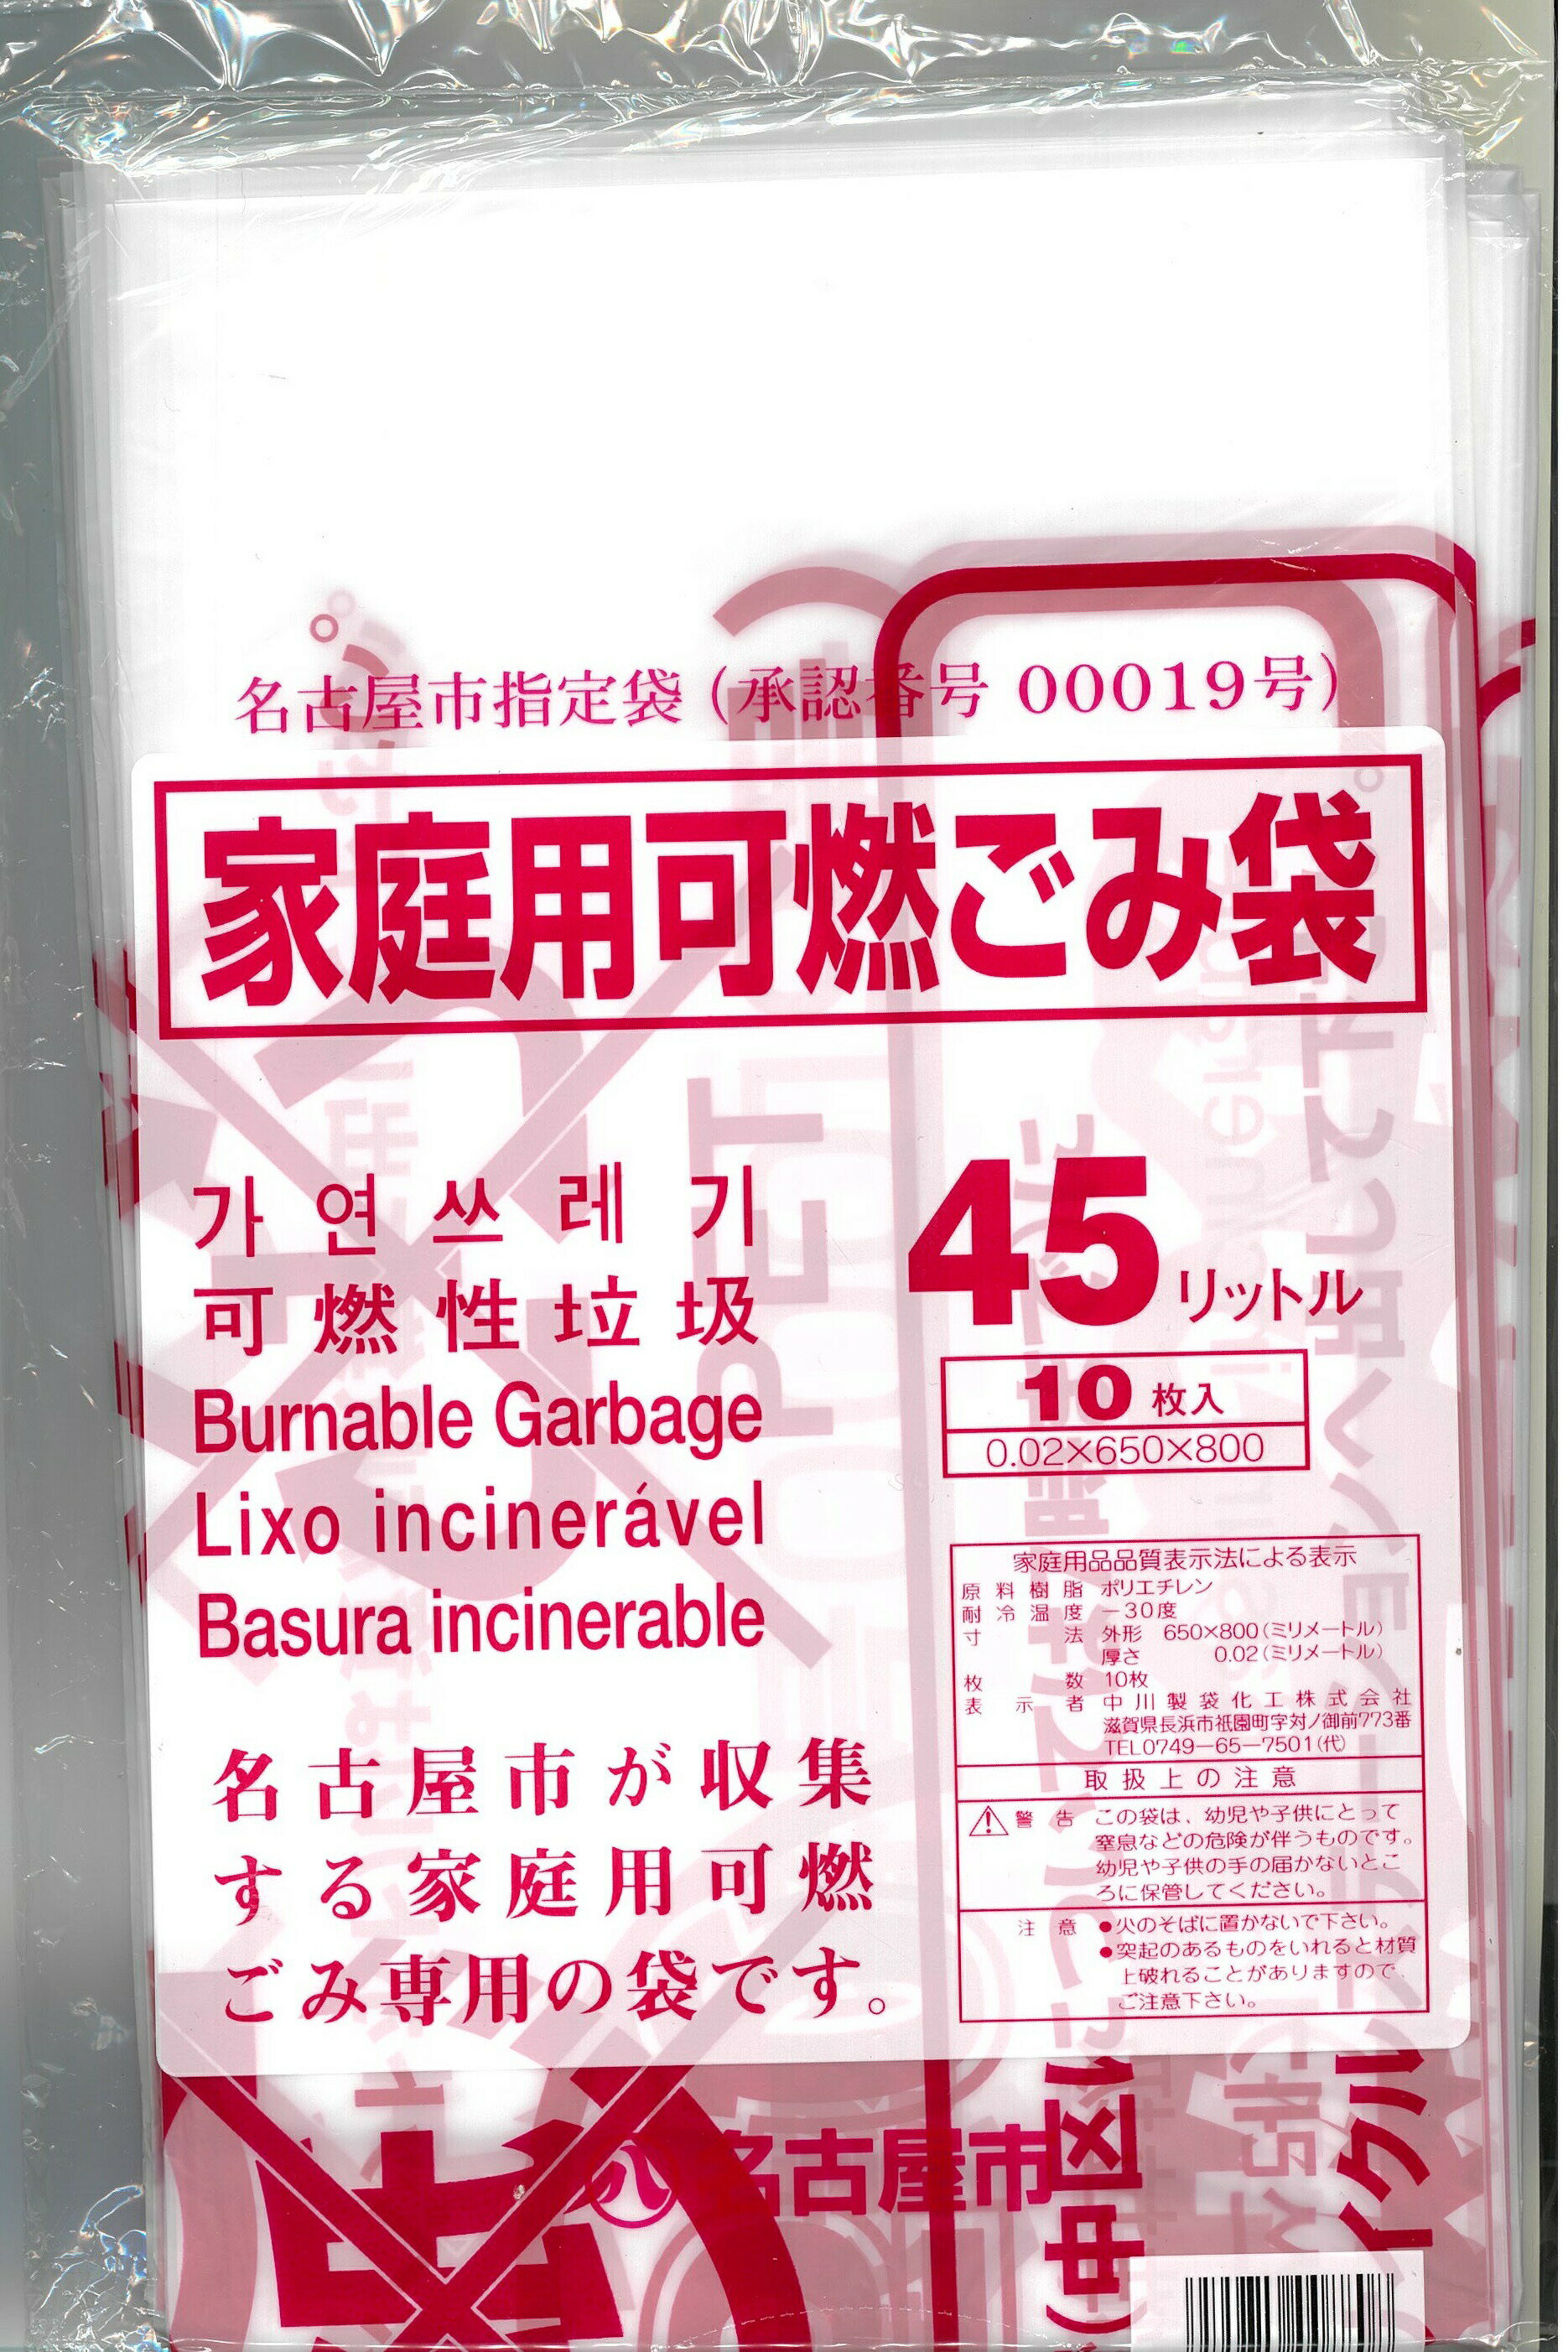 名古屋市指定袋(承認番号 00019号)
家庭用可燃ごみ袋
가연쓰레기
可燃性垃圾
Burnable Garbage
Lixo incinerável
Basura incinerable
45リットル
10枚入
0.02×650×800
名古屋市が収集
する家庭用可燃
ごみ専用の袋です。
家庭用品品質表示法による表示
原料樹脂 ポリエチレン
耐冷温度 −30度
寸法 外形 650×800(ミリメートル)
厚さ 0.02(ミリメートル)
枚数 10枚
表示者 中川製袋化工株式会社
滋賀県長浜市祇園町字対ノ御前773番
TEL0749−65−7501(代)
取扱上の注意
警告 この袋は、幼児や子供にとって
窒息などの危険が伴うものです。
幼児や子供の手の届かないとこ
ろに保管してください。
注意 ●火のそばに置かないで下さい。
●突起のあるものをいれると材質
上破れることがありますので、
ご注意下さい。
八 名古屋市
(中区
イクル
PET